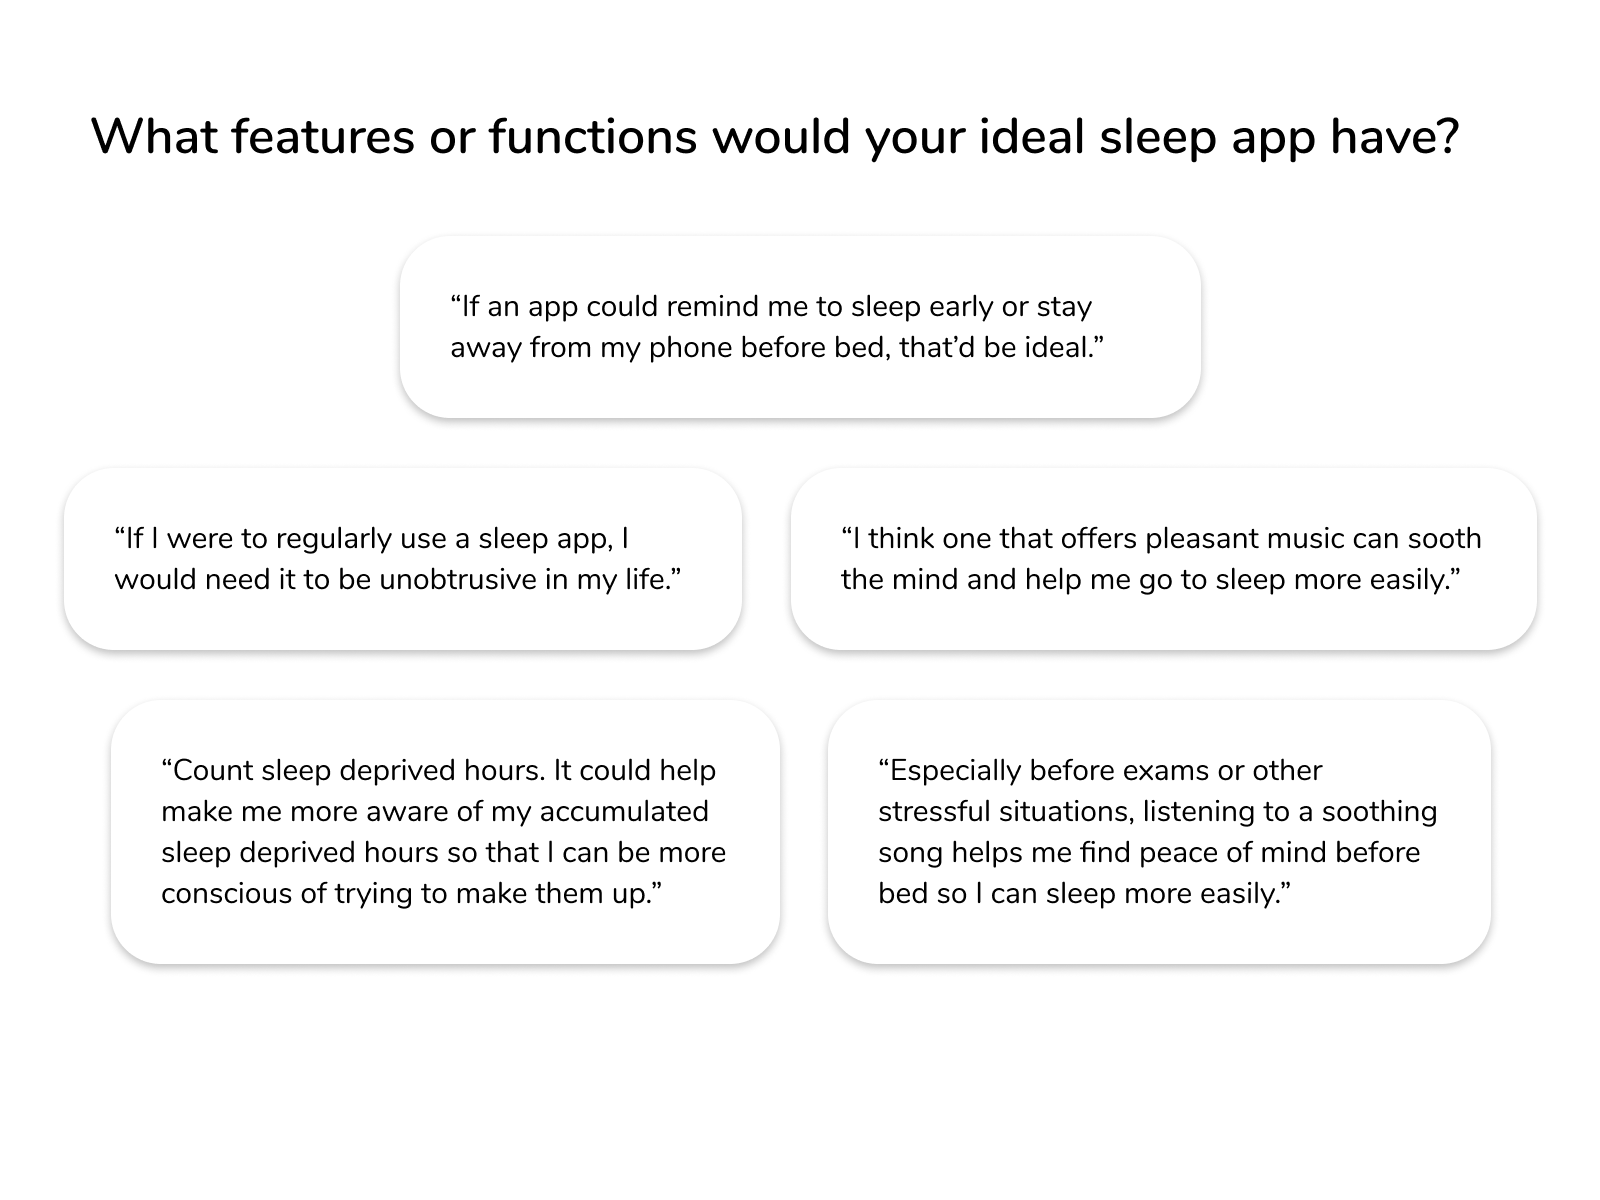 What features or functions would your ideal sleep app have?
“If an app could remind me to sleep early or stay
away from my phone before bed, that’d be ideal.”
“If I were to regularly use a sleep app, I
would need it to be unobtrusive in my life.”
“I think one that offers pleasant music can sooth
the mind and help me go to sleep more easily.”
“Count sleep deprived hours. It could help
make me more aware of my accumulated
sleep deprived hours so that I can be more
conscious of trying to make them up.”
“Especially before exams or other
stressful situations, listening to a soothing
song helps me find peace of mind before
bed so I can sleep more easily.”